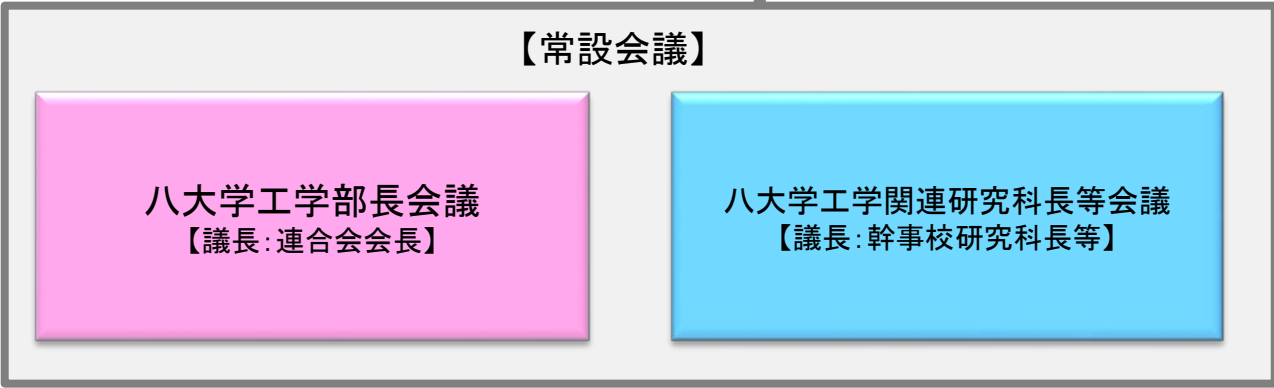 【常設会議】
八大学工学部長会議
【議長：連合会会長】
八大学工学関連研究科長等会議
【議長：幹事校研究科長等】